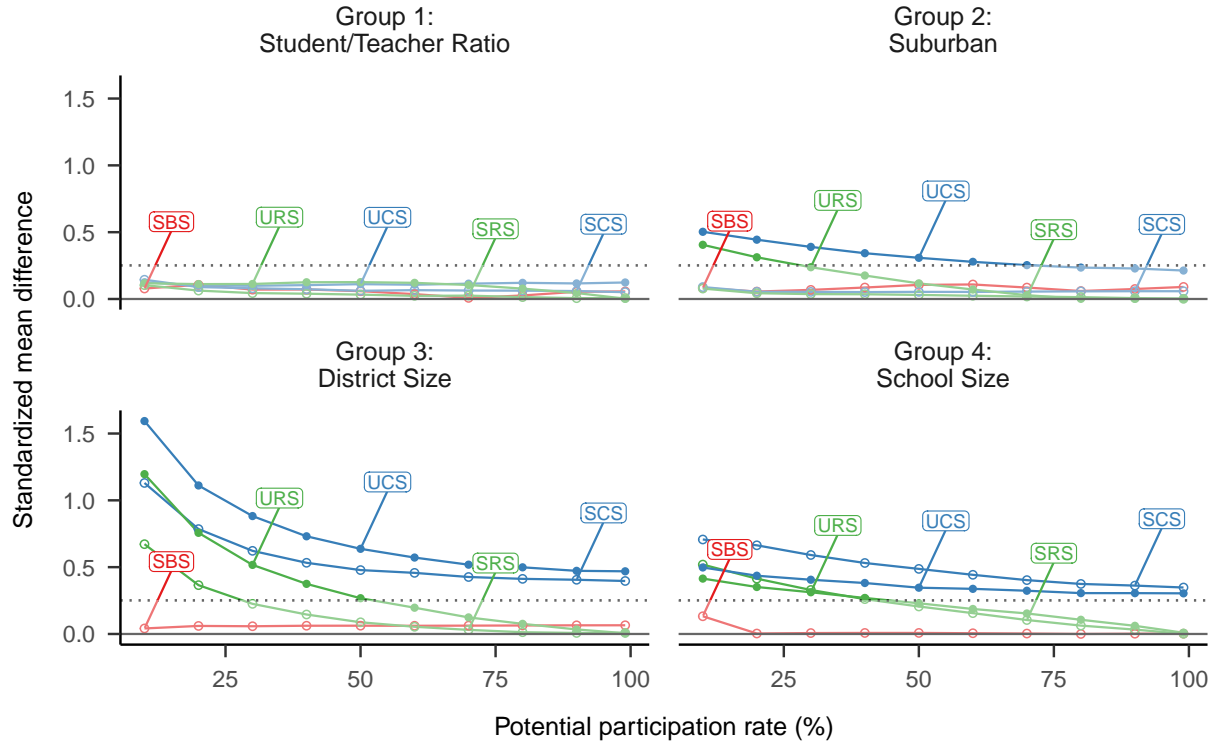 Group 1:
Student/Teacher Ratio
Group 2:
Suburban
Standardized mean difference
1.5
1.0
0.5
0.0
SBS
URS
UCS
SRS
SCS
SBS
URS
UCS
SRS
SCS
Group 3:
District Size
Group 4:
School Size
1.5
1.0
0.5
0.0
SBS
URS
UCS
SRS
SCS
SBS
URS
UCS
SRS
SCS
25
50
75
100
25
50
75
100
Potential participation rate (%)